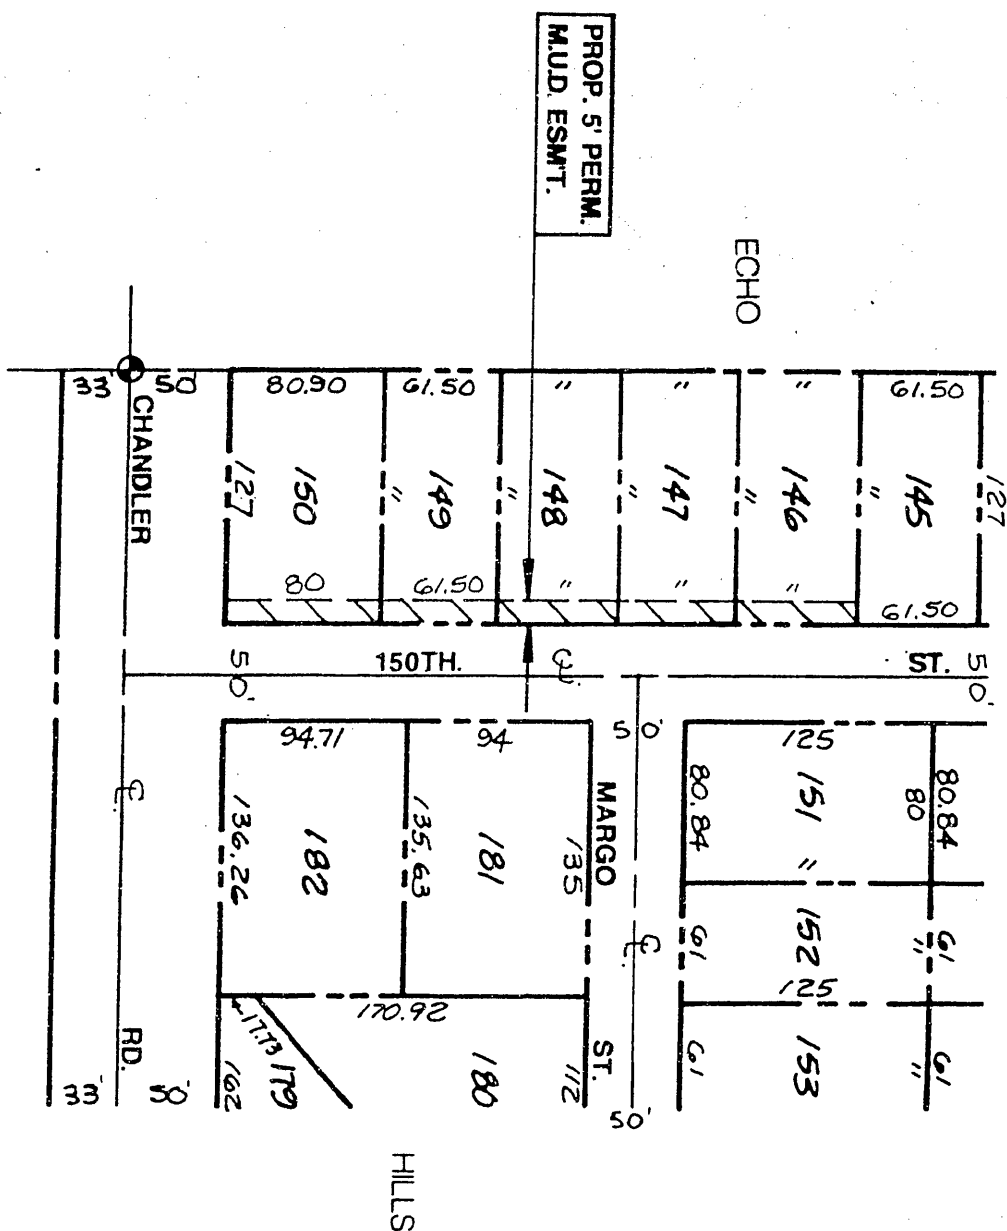 PROP. 5' PERM.
M.U.D. ESM'T.
ECHO
33' 50' 80.90 61.50 " " " 61.50
CHANDLER
127 150 " 149 " 148 " 147 " 146 " 145 127
80 61.50 " " " 61.50
50' 150TH. ℄ ST. 50'
94.71 94 50' 125
℄ 136.26 182 135.63 181 135 MARGO 80.84 151 80 80.84
"
℄ 61 152 " 61
170.92 125
RD. 17.73 179 180 ST. 61 153 " 61
33' 50' 162 112 50'
HILLS